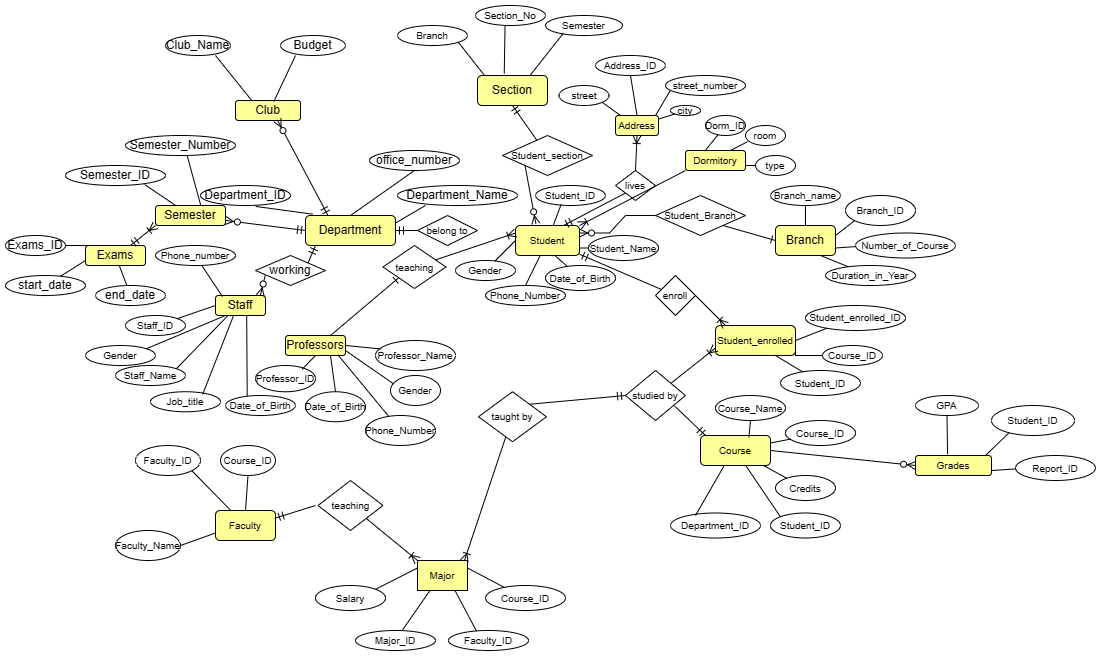 Section_No
Branch
Semester
Club_Name
Budget
Address_ID
Section
street
street_number
Club
city
Address
Dorm_ID
room
Semester_Number
office_number
Student_section
Dormitory
type
Semester_ID
Department_ID
Department_Name
lives
Student_ID
Branch_name
Semester
Student_Branch
Branch_ID
Department
belong to
Student
Branch
Exams_ID
Exams
Phone_number
Student_Name
Number_of_Course
working
teaching
Gender
Date_of_Birth
Duration_in_Year
start_date
end_date
Phone_Number
enroll
Staff
Staff_ID
Student_enrolled_ID
Professors
Student_enrolled
Gender
Professor_Name
Course_ID
Staff_Name
Professor_ID
Student_ID
Gender
Job_title
Date_of_Birth
Date_of_Birth
studied by
Course_Name
GPA
taught by
Phone_Number
Course_ID
Student_ID
Course
Faculty_ID
Course_ID
Grades
Report_ID
Credits
teaching
Faculty
Department_ID
Student_ID
Faculty_Name
Major
Salary
Course_ID
Major_ID
Faculty_ID